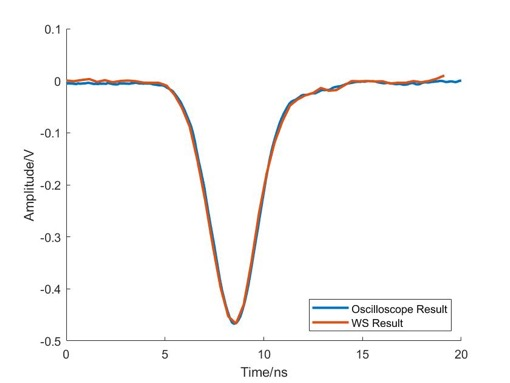 0.1
0
-0.1
-0.2
-0.3
-0.4
-0.5
Amplitude/V
Oscilloscope Result
WS Result
0 5 10 15 20
Time/ns